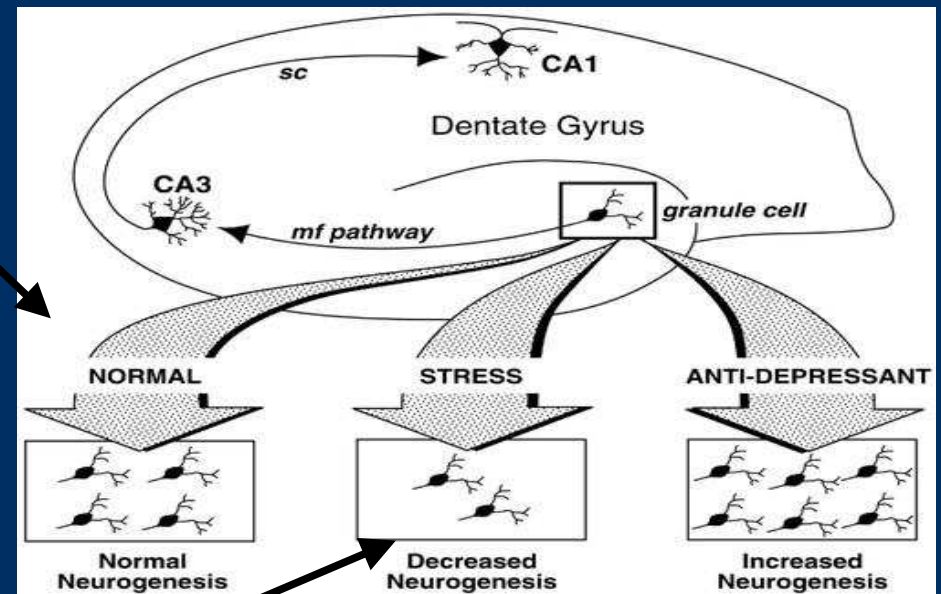 sc
CA1
Dentate Gyrus
CA3
granule cell
mf pathway
NORMAL
STRESS
ANTI-DEPRESSANT
Normal
Neurogenesis
Decreased
Neurogenesis
Increased
Neurogenesis